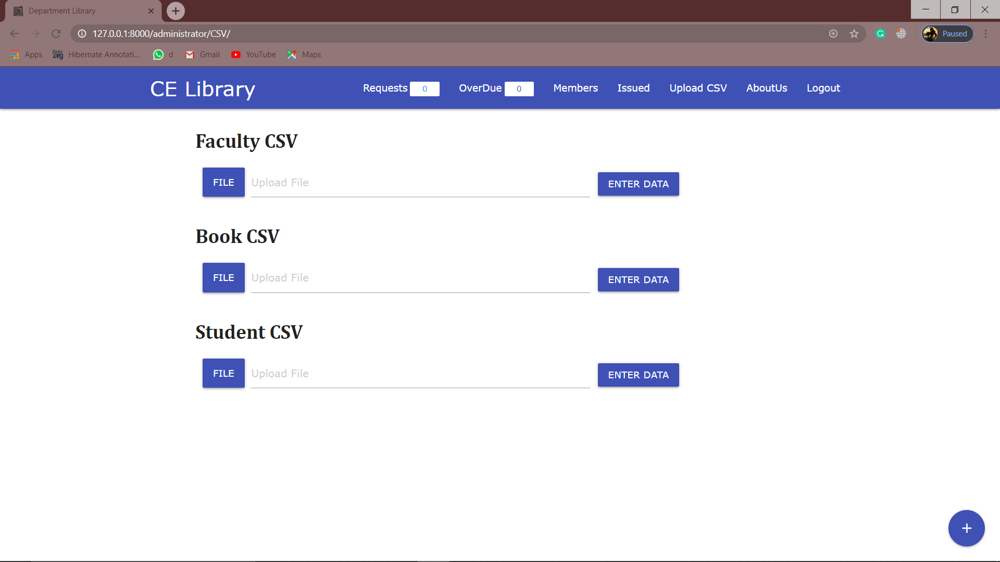 Department Library
127.0.0.1:8000/administrator/CSV/
Paused
Apps
jboss.org
Hibernate Annotati...
d
Gmail
YouTube
Maps
CE Library
Requests 0
OverDue 0
Members
Issued
Upload CSV
AboutUs
Logout
Faculty CSV
FILE
Upload File
ENTER DATA
Book CSV
FILE
Upload File
ENTER DATA
Student CSV
FILE
Upload File
ENTER DATA
+